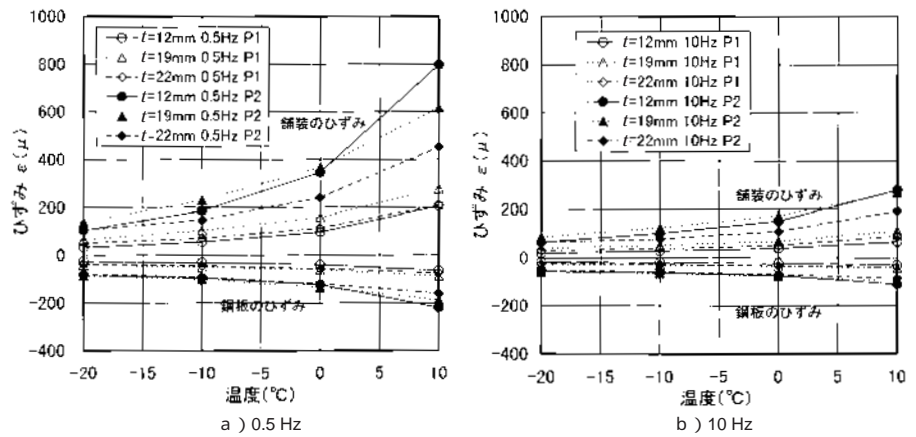 1000
800
600
400
200
0
-200
-400
ひずみ ε(μ)
t=12mm 0.5Hz P1
t=19mm 0.5Hz P1
t=22mm 0.5Hz P1
t=12mm 0.5Hz P2
t=19mm 0.5Hz P2
t=22mm 0.5Hz P2
舗装のひずみ
鋼板のひずみ
-20 -15 -10 -5 0 5 10
温度(℃)
a ) 0.5 Hz
1000
800
600
400
200
0
-200
-400
ひずみ ε(μ)
t=12mm 10Hz P1
t=19mm 10Hz P1
t=22mm 10Hz P1
t=12mm 10Hz P2
t=19mm 10Hz P2
t=22mm 10Hz P2
舗装のひずみ
鋼板のひずみ
-20 -15 -10 -5 0 5 10
温度(℃)
b ) 10 Hz